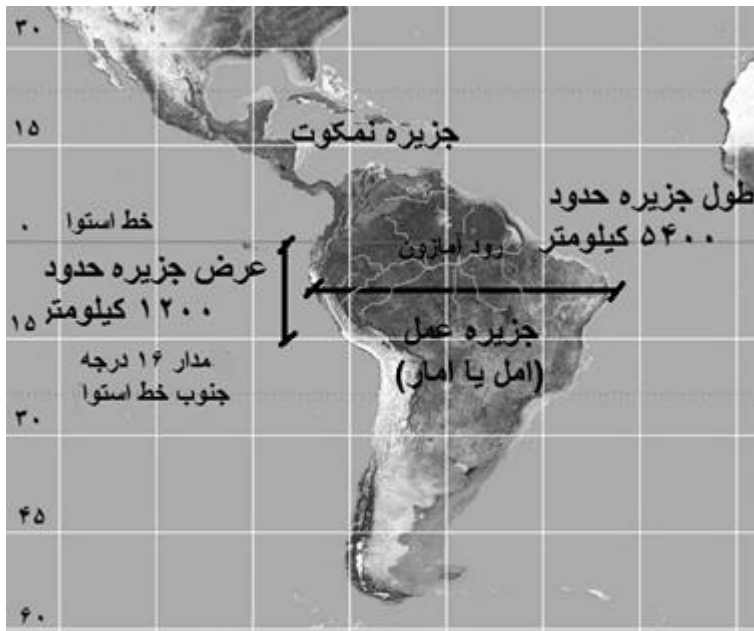 ۳۰
۱۵
جزیره نمکوت
طول جزیره حدود
۵۴۰۰ کیلومتر
۰
خط استوا
رود آمازون
عرض جزیره حدود
۱۲۰۰ کیلومتر
۱۵
جزیره عمل
(امل یا امار)
مدار ۱۶ درجه
جنوب خط استوا
۳۰
۴۵
۶۰